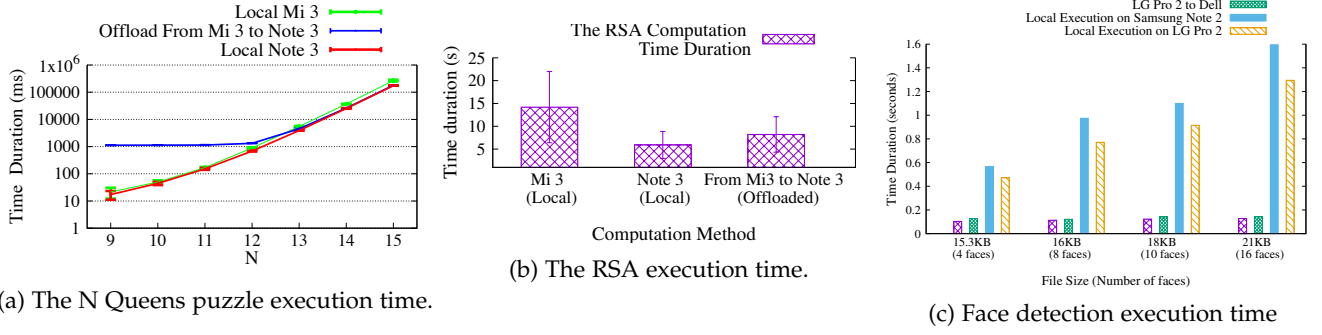 Local Mi 3
Offload From Mi 3 to Note 3
Local Note 3
Time Duration (ms)
1x10^6
100000
10000
1000
100
10
1
9 10 11 12 13 14 15
N
(a) The N Queens puzzle execution time.
The RSA Computation
Time Duration
Time duration (s)
25
20
15
10
5
Mi 3
(Local)
Note 3
(Local)
From Mi3 to Note 3
(Offloaded)
Computation Method
(b) The RSA execution time.
LG Pro 2 to Dell
Local Execution on Samsung Note 2
Local Execution on LG Pro 2
Time Duration (seconds)
1.6
1.4
1.2
1
0.8
0.6
0.4
0.2
0
15.3KB
(4 faces)
16KB
(8 faces)
18KB
(10 faces)
21KB
(16 faces)
File Size (Number of faces)
(c) Face detection execution time